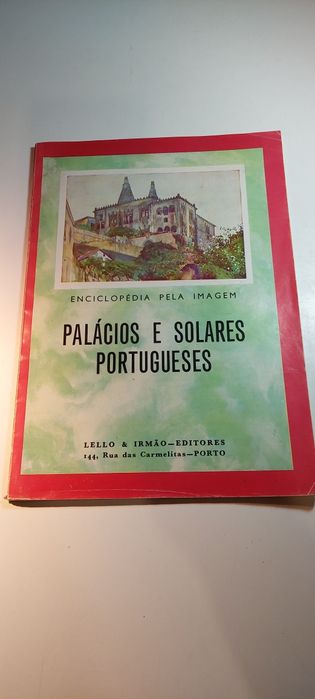 ENCICLOPÉDIA PELA IMAGEM
PALÁCIOS E SOLARES
PORTUGUESES
LELLO & IRMÃO—EDITORES
144, Rua das Carmelitas—PORTO